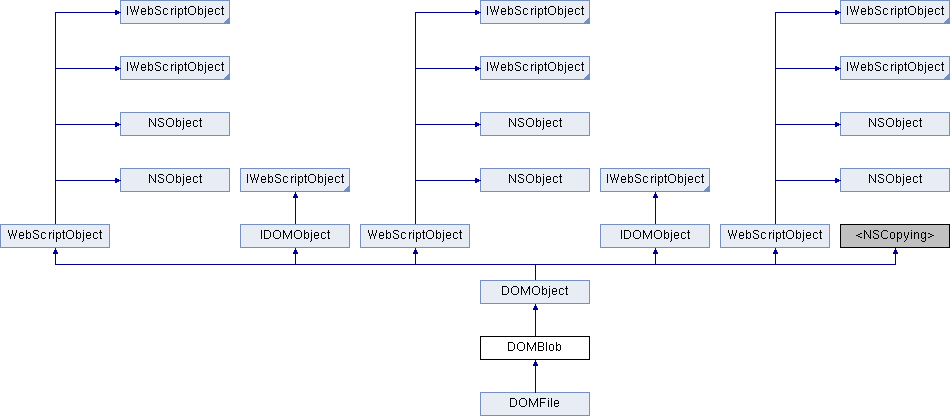 IWebScriptObject IWebScriptObject IWebScriptObject
IWebScriptObject IWebScriptObject IWebScriptObject
NSObject NSObject NSObject
NSObject IWebScriptObject NSObject IWebScriptObject NSObject
WebScriptObject IDOMObject WebScriptObject IDOMObject WebScriptObject <NSCopying>
DOMObject
DOMBlob
DOMFile